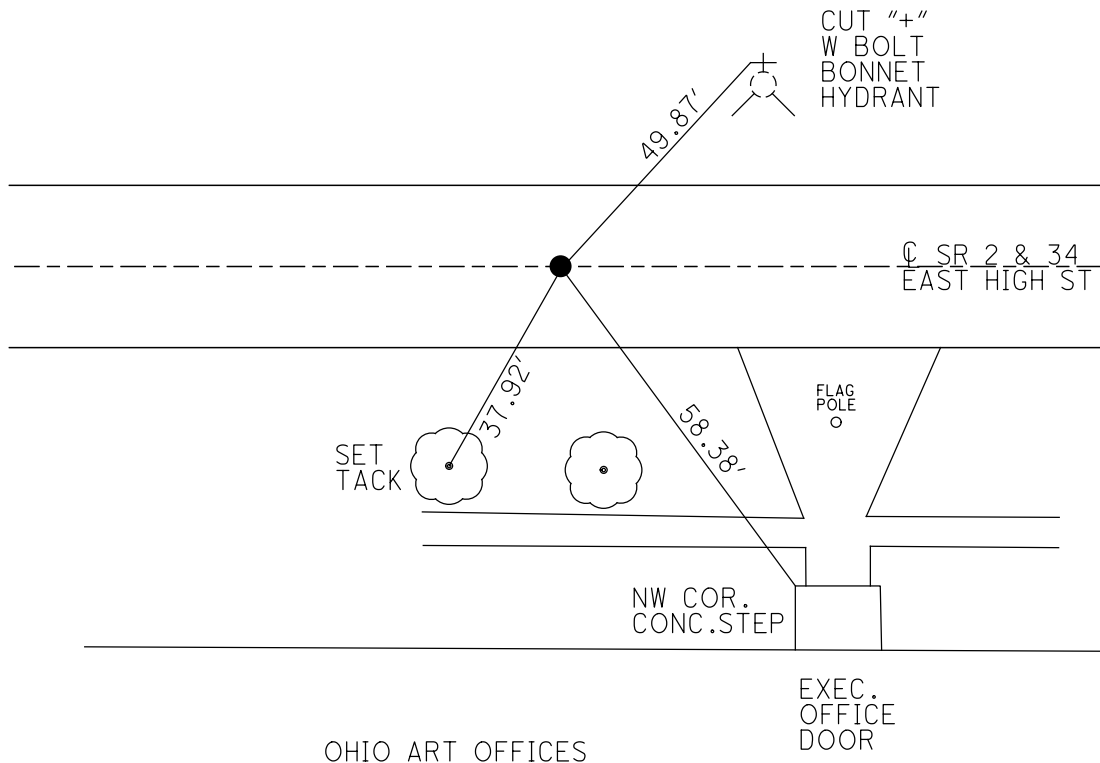 CUT "+"
W BOLT
BONNET
HYDRANT
49.87'
℄ SR 2 & 34
EAST HIGH ST
FLAG
POLE
37.92'
58.38'
SET
TACK
NW COR.
CONC.STEP
EXEC.
OFFICE
DOOR
OHIO ART OFFICES